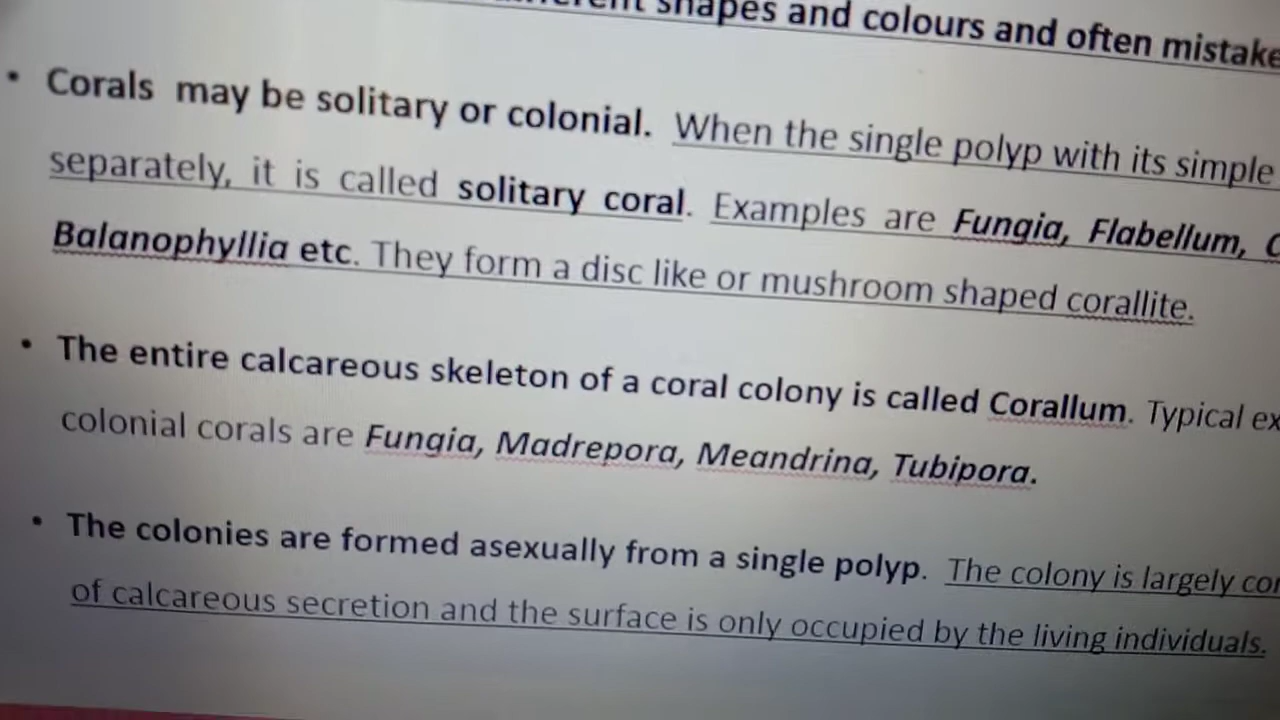 shapes and colours and often mistake
• Corals may be solitary or colonial. When the single polyp with its simple
separately, it is called solitary coral. Examples are Fungia, Flabellum,
Balanophyllia etc. They form a disc like or mushroom shaped corallite.
• The entire calcareous skeleton of a coral colony is called Corallum. Typical
colonial corals are Fungia, Madrepora, Meandrina, Tubipora.
• The colonies are formed asexually from a single polyp. The colony is largely
of calcareous secretion and the surface is only occupied by the living individuals.